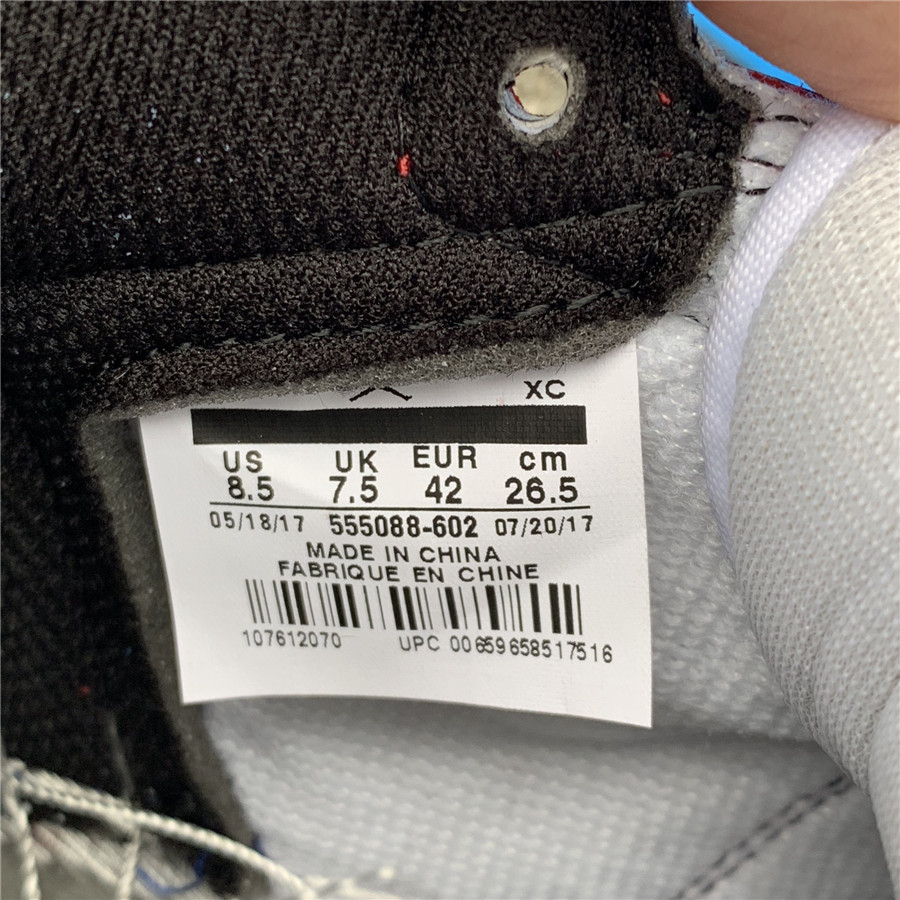 XC
US UK EUR cm
8.5 7.5 42 26.5
05/18/17 555088-602 07/20/17
MADE IN CHINA
FABRIQUE EN CHINE
107612070 UPC 00659658517516